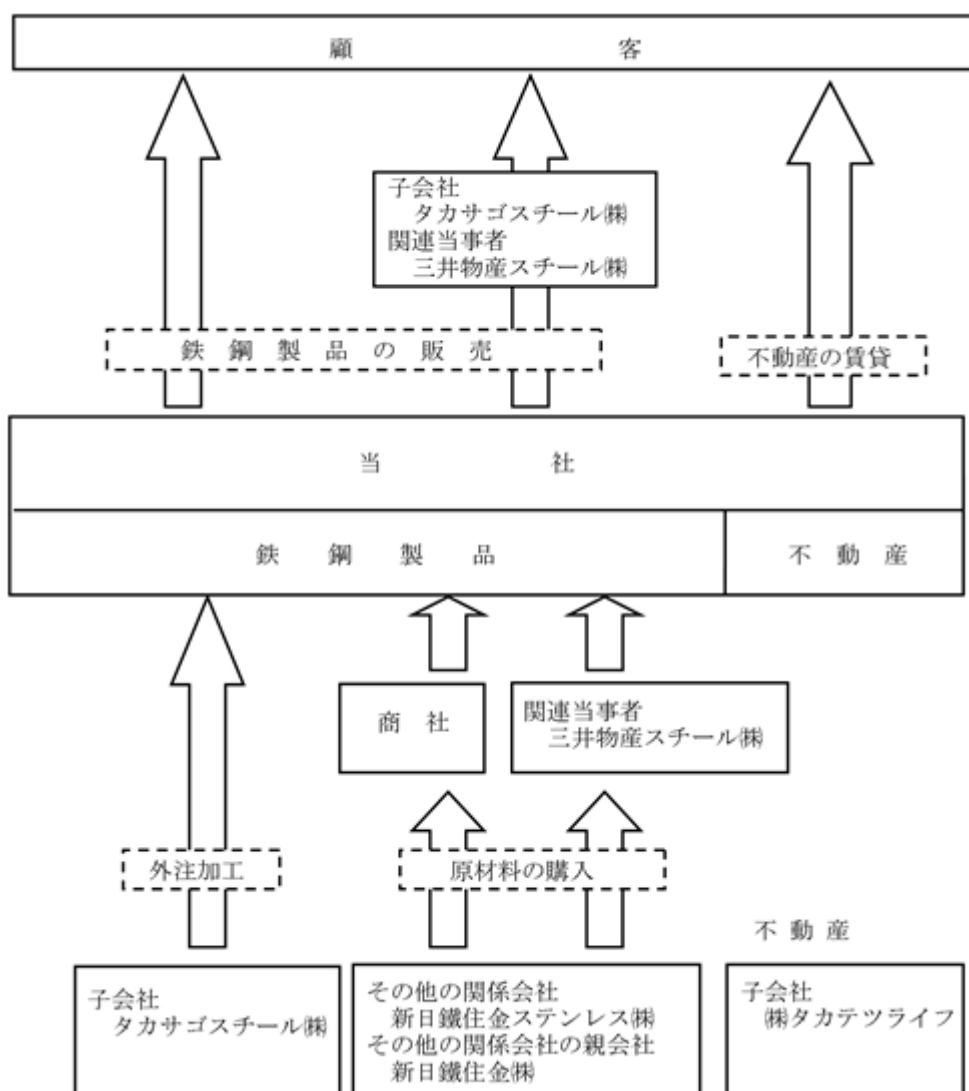 顧客
子会社
タカサゴスチール㈱
関連当事者
三井物産スチール㈱
鉄鋼製品の販売
不動産の賃貸
当社
鉄鋼製品
不動産
商社
関連当事者
三井物産スチール㈱
外注加工
原材料の購入
不動産
子会社
タカサゴスチール㈱
その他の関係会社
新日鐵住金ステンレス㈱
その他の関係会社の親会社
新日鐵住金㈱
子会社
㈱タカテツライフ